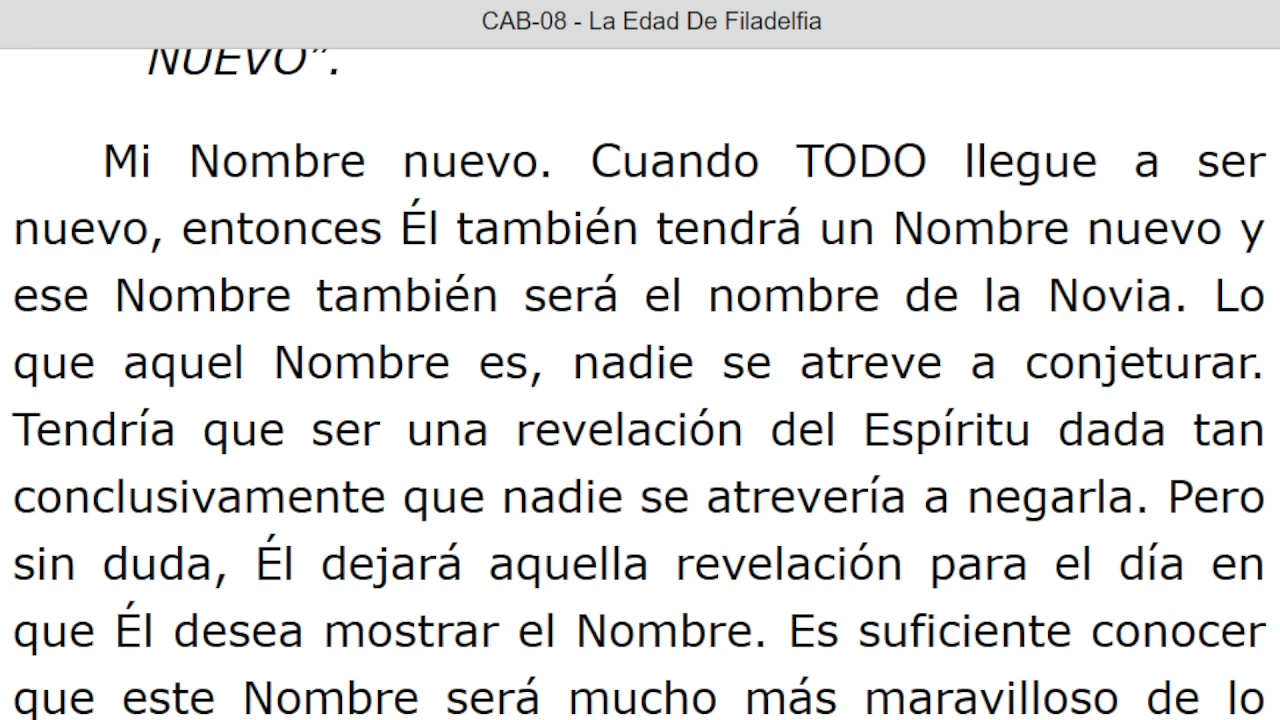 CAB-08 - La Edad De Filadelfia
NUEVO”.
Mi Nombre nuevo. Cuando TODO llegue a ser
nuevo, entonces Él también tendrá un Nombre nuevo y
ese Nombre también será el nombre de la Novia. Lo
que aquel Nombre es, nadie se atreve a conjeturar.
Tendría que ser una revelación del Espíritu dada tan
conclusivamente que nadie se atrevería a negarla. Pero
sin duda, Él dejará aquella revelación para el día en
que Él desea mostrar el Nombre. Es suficiente conocer
que este Nombre será mucho más maravilloso de lo